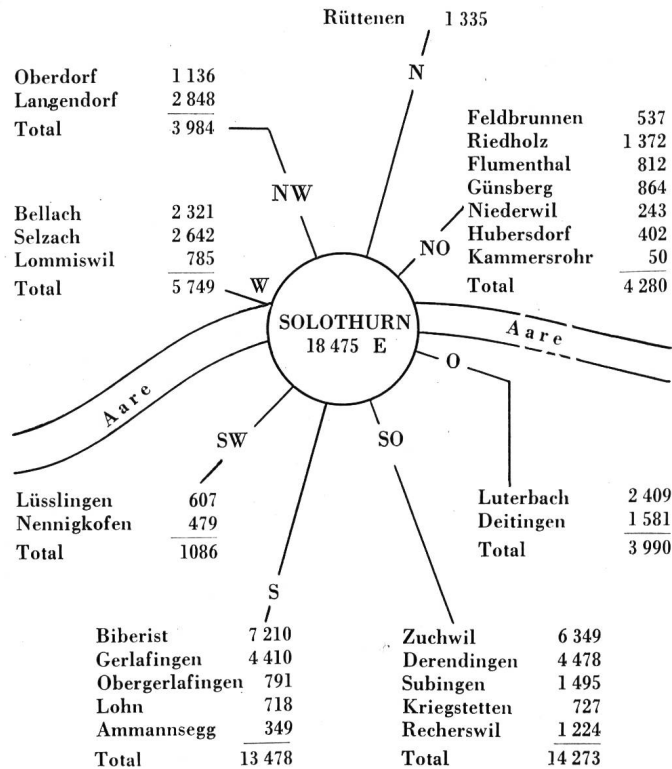 Rüttenen 1 335
N
Oberdorf 1 136
Langendorf 2 848
Total 3 984
NW
Feldbrunnen 537
Riedholz 1 372
Flumenthal 812
Günsberg 864
Niederwil 243
Hubersdorf 402
Kammersrohr 50
Total 4 280
NO
Bellach 2 321
Selzach 2 642
Lommiswil 785
Total 5 749
W
SOLOTHURN
18 475 E
Aare
Aare
O
SW
SO
Lüsslingen 607
Nennigkofen 479
Total 1086
Luterbach 2 409
Deitingen 1 581
Total 3 990
S
Biberist 7 210
Gerlafingen 4 410
Obergerlafingen 791
Lohn 718
Ammannsegg 349
Total 13 478
Zuchwil 6 349
Derendingen 4 478
Subingen 1 495
Kriegstetten 727
Recherswil 1 224
Total 14 273